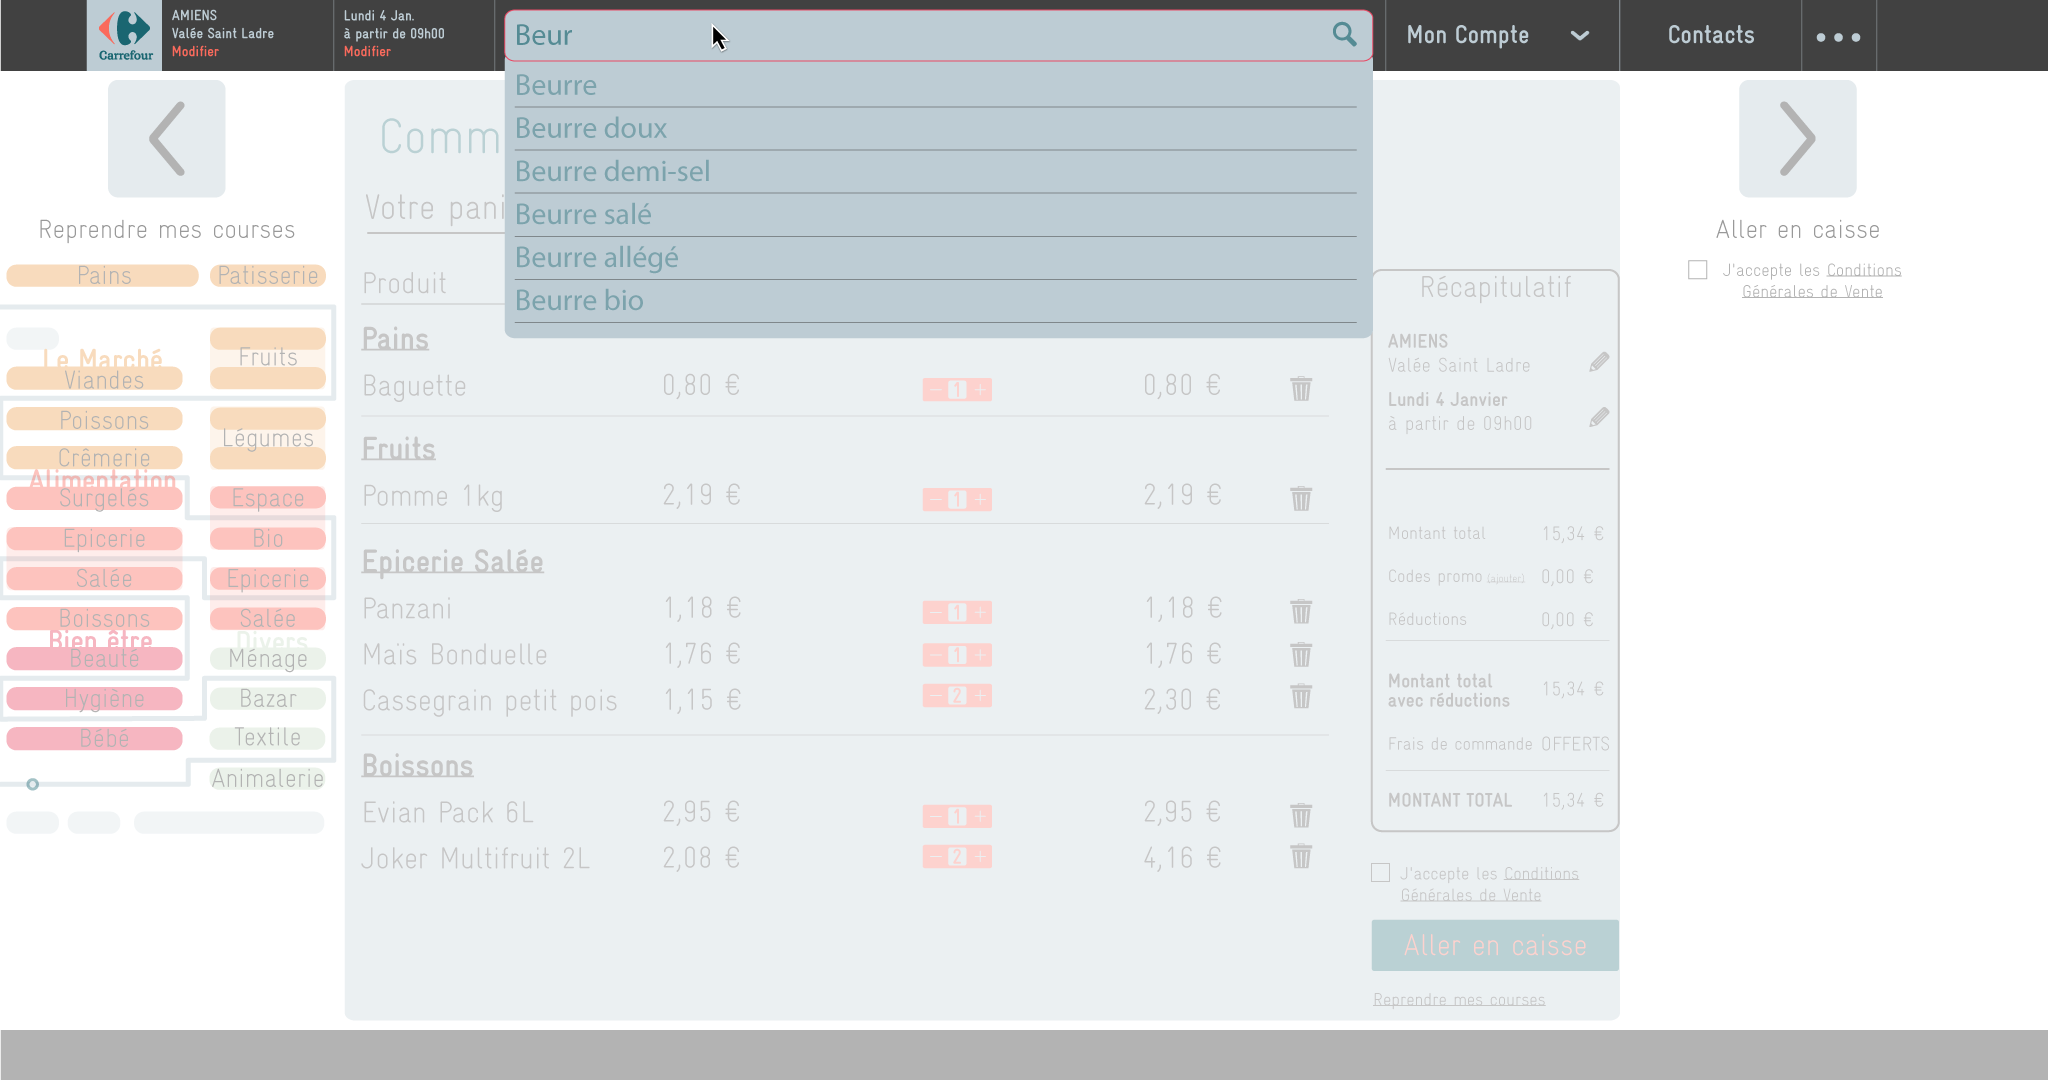 Carrefour
AMIENS
Valée Saint Ladre
Modifier
Lundi 4 Jan.
à partir de 09h00
Modifier
Beur
Mon Compte
Contacts
Beurre
Beurre doux
Beurre demi-sel
Beurre salé
Beurre allégé
Beurre bio
Reprendre mes courses
Pains
Patisserie
Le Marché
Fruits
Viandes
Poissons
Légumes
Crêmerie
Alimentation
Surgelés
Espace
Epicerie
Bio
Salée
Epicerie
Boissons
Salée
Bien être
Divers
Beauté
Ménage
Hygiène
Bazar
Bébé
Textile
Animalerie
Comm
Votre pani
Produit
Pains
Baguette 0,80 € - 1 + 0,80 €
Fruits
Pomme 1kg 2,19 € - 1 + 2,19 €
Epicerie Salée
Panzani 1,18 € - 1 + 1,18 €
Maïs Bonduelle 1,76 € - 1 + 1,76 €
Cassegrain petit pois 1,15 € - 2 + 2,30 €
Boissons
Evian Pack 6L 2,95 € - 1 + 2,95 €
Joker Multifruit 2L 2,08 € - 2 + 4,16 €
Récapitulatif
AMIENS
Valée Saint Ladre
Lundi 4 Janvier
à partir de 09h00
Montant total 15,34 €
Codes promo (ajouter) 0,00 €
Réductions 0,00 €
Montant total
avec réductions 15,34 €
Frais de commande OFFERTS
MONTANT TOTAL 15,34 €
J'accepte les Conditions
Générales de Vente
Aller en caisse
Reprendre mes courses
Aller en caisse
J'accepte les Conditions
Générales de Vente